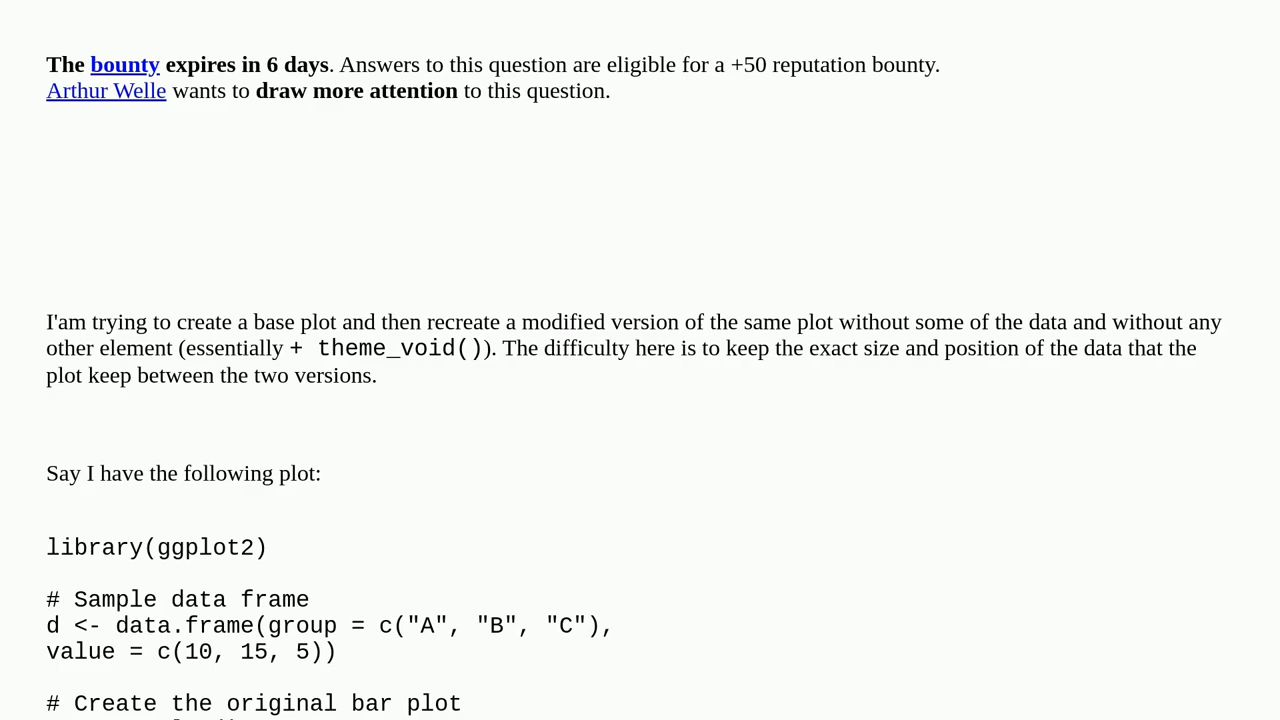 The bounty expires in 6 days. Answers to this question are eligible for a +50 reputation bounty.
Arthur Welle wants to draw more attention to this question.
I'am trying to create a base plot and then recreate a modified version of the same plot without some of the data and without any
other element (essentially + theme_void()). The difficulty here is to keep the exact size and position of the data that the
plot keep between the two versions.
Say I have the following plot:
library(ggplot2)
# Sample data frame
d <- data.frame(group = c("A", "B", "C"),
value = c(10, 15, 5))
# Create the original bar plot